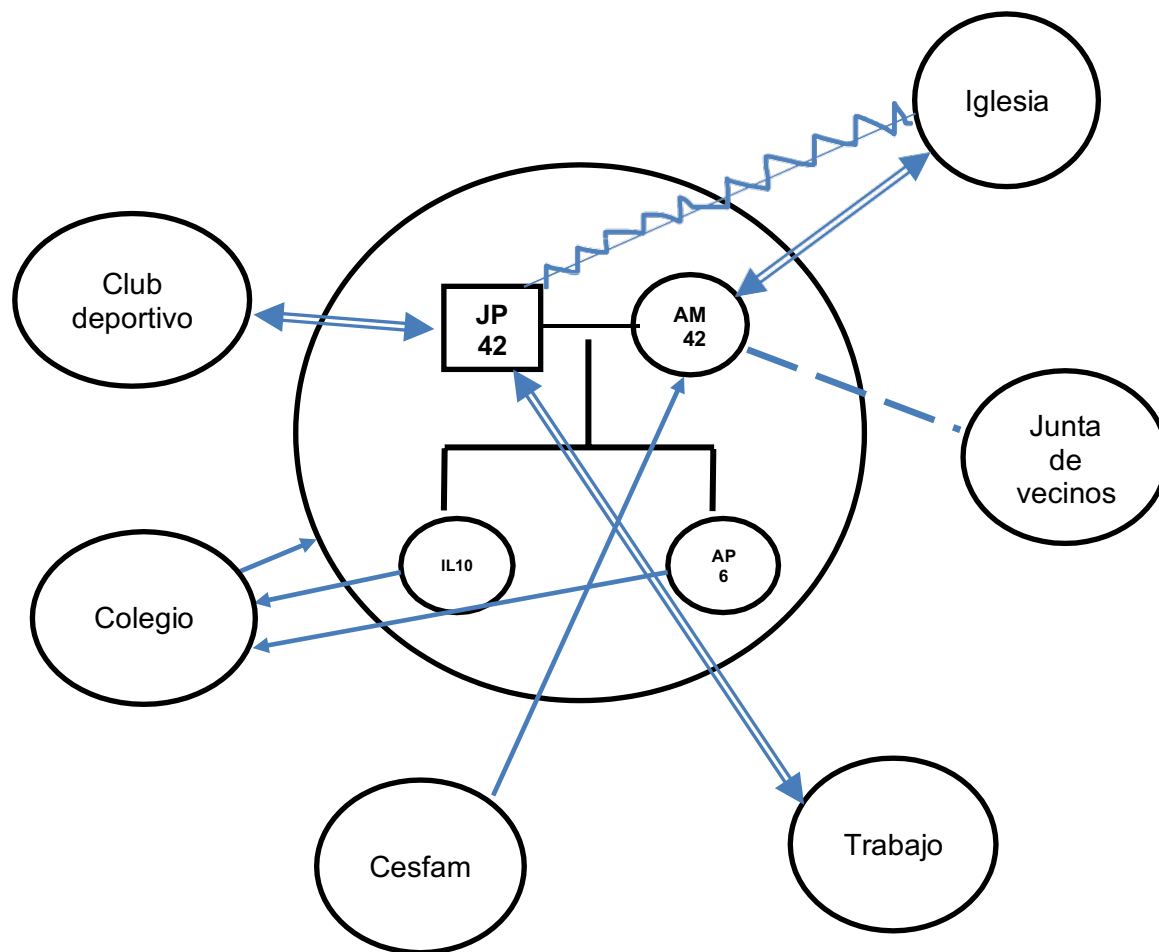 Iglesia
Club
deportivo
JP
42
AM
42
Junta
de
vecinos
IL10
AP
6
Colegio
Cesfam
Trabajo